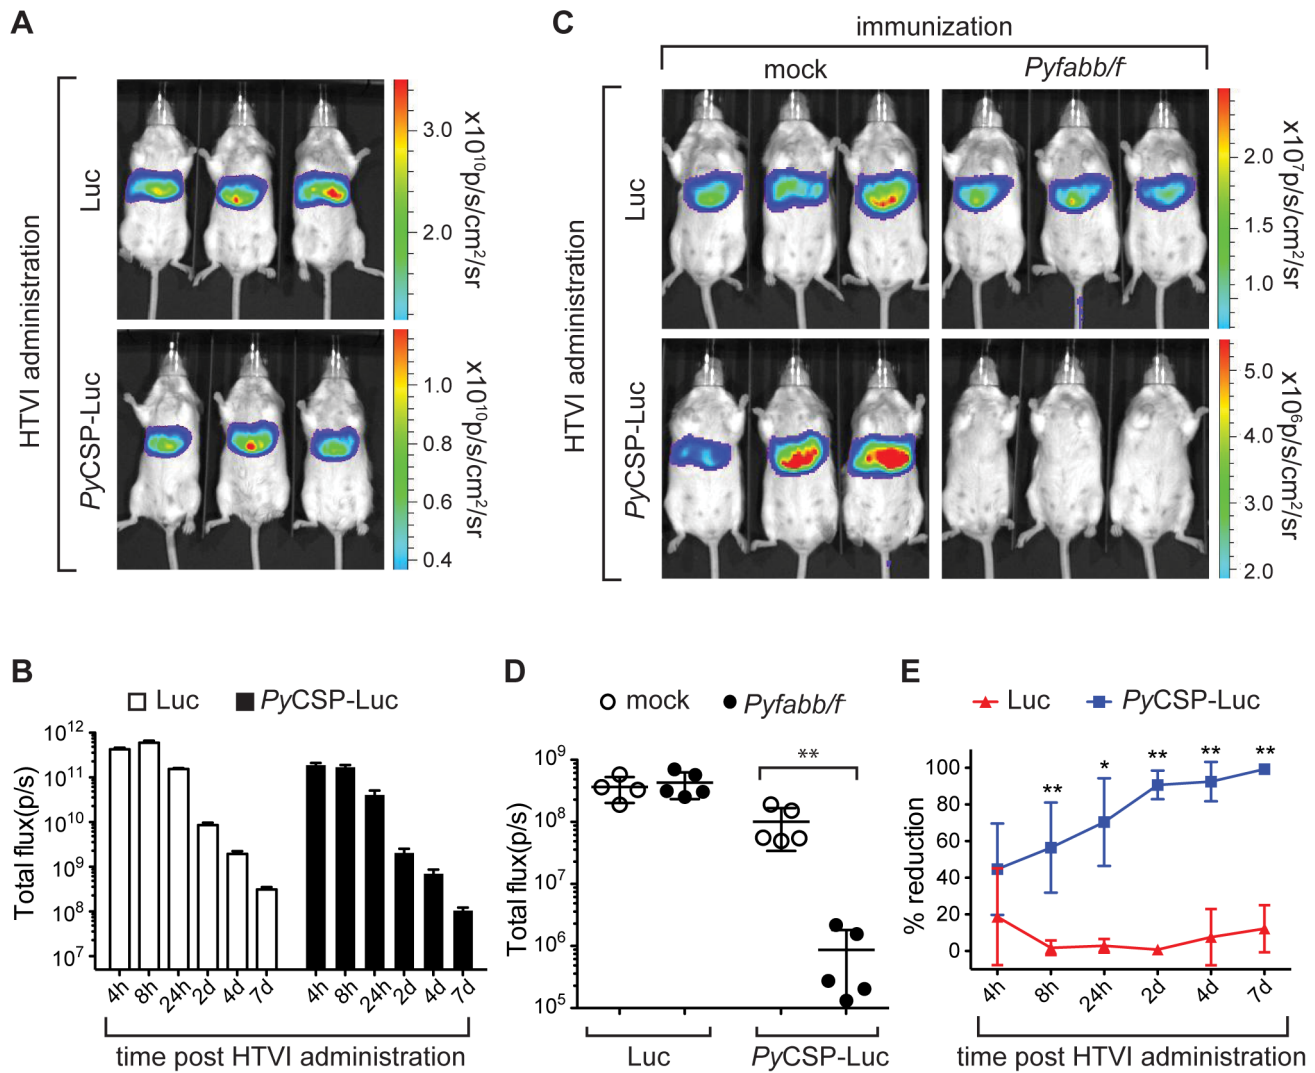 A
HTVI administration
Luc
3.0
2.0
x10¹⁰p/s/cm²/sr
PyCSP-Luc
1.0
0.8
0.6
0.4
x10¹⁰p/s/cm²/sr
C
immunization
mock
Pyfabb/f-
HTVI administration
Luc
2.0
1.5
1.0
x10⁷p/s/cm²/sr
PyCSP-Luc
5.0
4.0
3.0
2.0
x10⁶p/s/cm²/sr
B
Luc
PyCSP-Luc
Total flux(p/s)
10¹²
10¹¹
10¹⁰
10⁹
10⁸
10⁷
4h 8h 24h 2d 4d 7d
4h 8h 24h 2d 4d 7d
time post HTVI administration
D
mock
Pyfabb/f-
Total flux(p/s)
10⁹
10⁸
10⁷
10⁶
10⁵
**
Luc
PyCSP-Luc
E
Luc
PyCSP-Luc
% reduction
100
80
60
40
20
0
** * ** ** **
4h 8h 24h 2d 4d 7d
time post HTVI administration